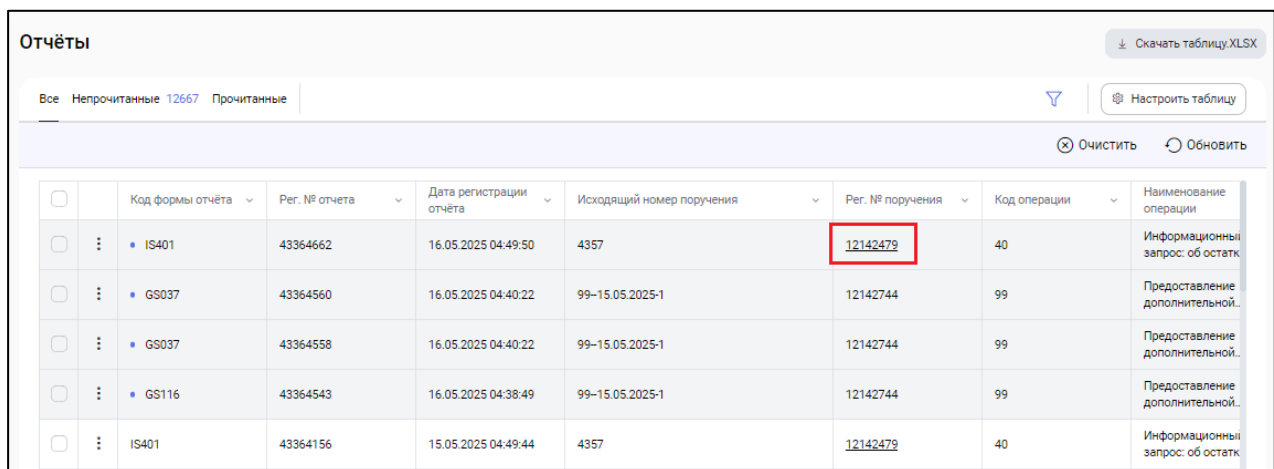 Отчёты
Скачать таблицу.XLSX
Все Непрочитанные 12667 Прочитанные
Настроить таблицу
Очистить Обновить
Код формы отчёта Рег. № отчета Дата регистрации отчёта Исходящий номер поручения Рег. № поручения Код операции Наименование операции
IS401 43364662 16.05.2025 04:49:50 4357 12142479 40 Информационны
запрос: об остатк
GS037 43364560 16.05.2025 04:40:22 99--15.05.2025-1 12142744 99 Предоставление
дополнительной..
GS037 43364558 16.05.2025 04:40:22 99--15.05.2025-1 12142744 99 Предоставление
дополнительной..
GS116 43364543 16.05.2025 04:38:49 99--15.05.2025-1 12142744 99 Предоставление
дополнительной..
IS401 43364156 15.05.2025 04:49:44 4357 12142479 40 Информационны
запрос: об остатк